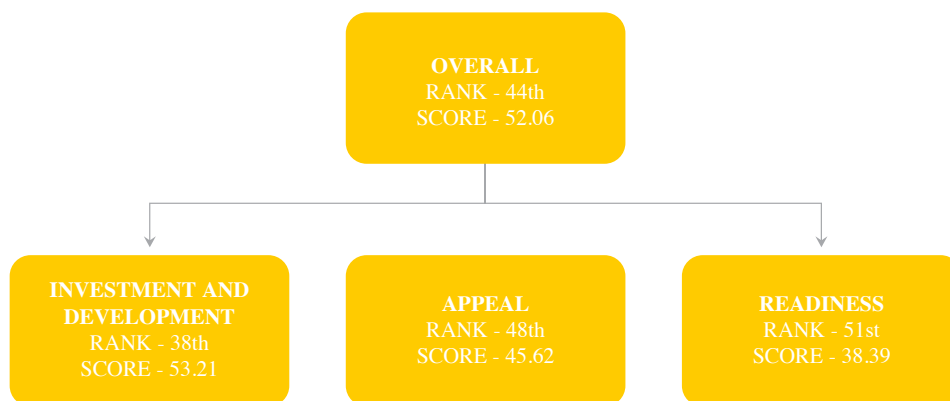 OVERALL
RANK - 44th
SCORE - 52.06
INVESTMENT AND
DEVELOPMENT
RANK - 38th
SCORE - 53.21
APPEAL
RANK - 48th
SCORE - 45.62
READINESS
RANK - 51st
SCORE - 38.39